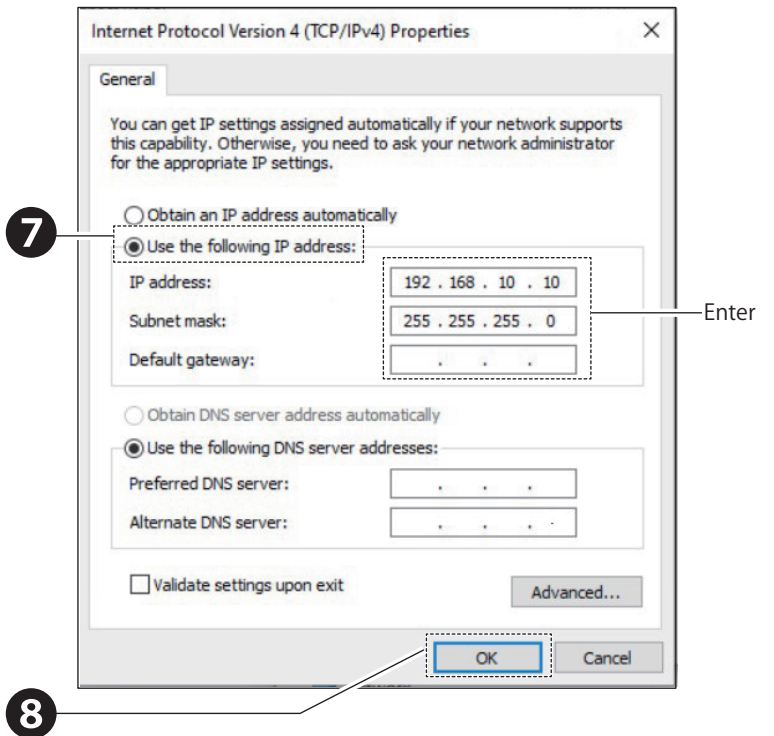 Internet Protocol Version 4 (TCP/IPv4) Properties
General
You can get IP settings assigned automatically if your network supports
this capability. Otherwise, you need to ask your network administrator
for the appropriate IP settings.
Obtain an IP address automatically
7
Use the following IP address:
IP address: 192 . 168 . 10 . 10
Subnet mask: 255 . 255 . 255 . 0
Enter
Default gateway: . . .
Obtain DNS server address automatically
Use the following DNS server addresses:
Preferred DNS server: . . .
Alternate DNS server: . . .
Validate settings upon exit
Advanced...
OK Cancel
8